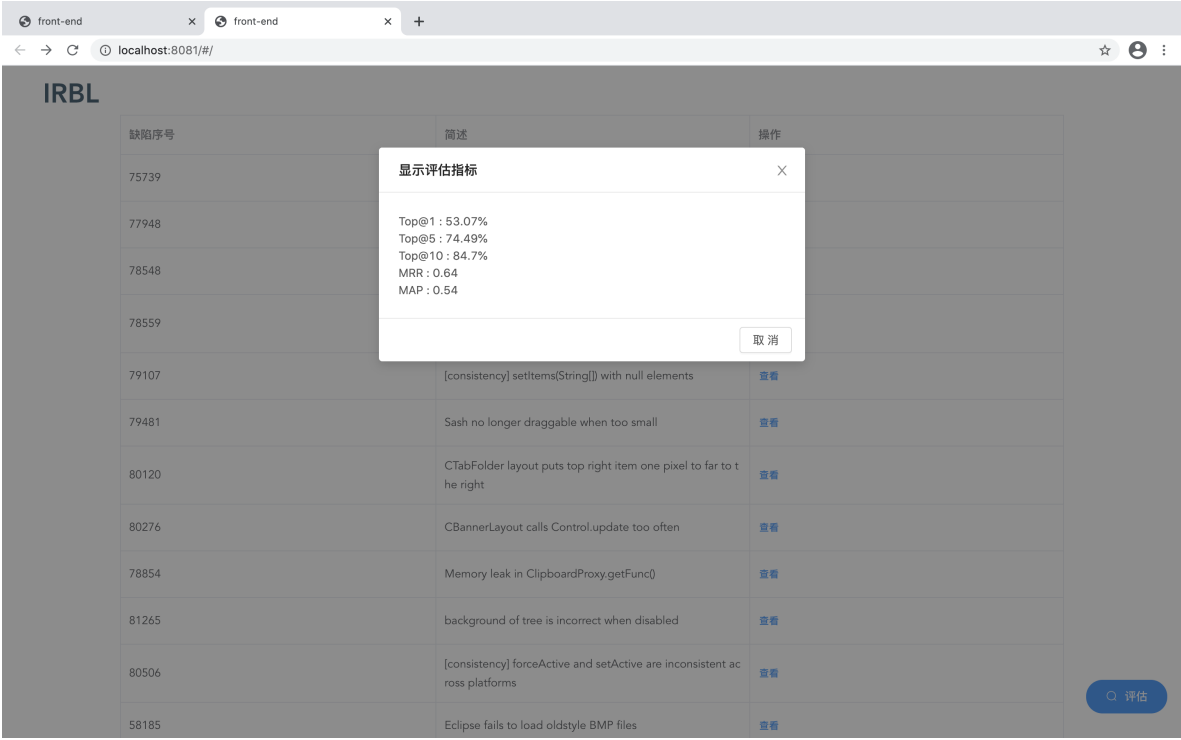 front-end
front-end
localhost:8081/#/
IRBL
缺陷序号 简述 操作
75739
77948
78548
78559
显示评估指标
Top@1 : 53.07%
Top@5 : 74.49%
Top@10 : 84.7%
MRR : 0.64
MAP : 0.54
取 消
79107 [consistency] setItems(String[]) with null elements 查看
79481 Sash no longer draggable when too small 查看
80120 CTabFolder layout puts top right item one pixel to far to t
he right 查看
80276 CBannerLayout calls Control.update too often 查看
78854 Memory leak in ClipboardProxy.getFunc() 查看
81265 background of tree is incorrect when disabled 查看
80506 [consistency] forceActive and setActive are inconsistent ac
ross platforms 查看
58185 Eclipse fails to load oldstyle BMP files 查看
评估